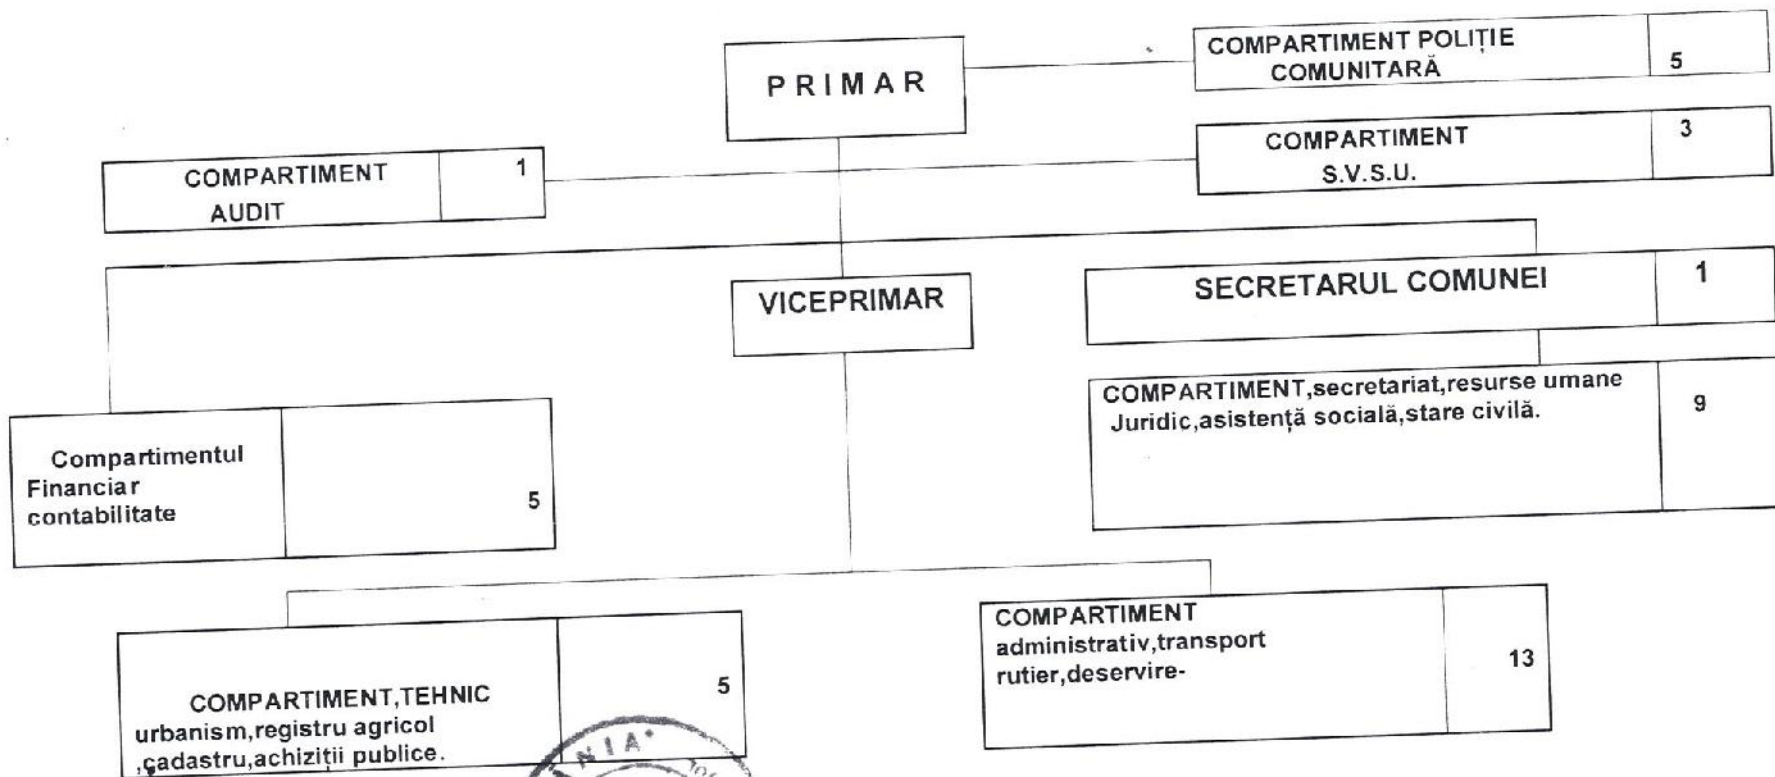 P R I M A R
COMPARTIMENT POLIȚIE
COMUNITARĂ
5
COMPARTIMENT
S.V.S.U.
3
COMPARTIMENT
AUDIT
1
VICEPRIMAR
SECRETARUL COMUNEI
1
COMPARTIMENT,secretariat,resurse umane
Juridic,asistență socială,stare civilă.
9
Compartimentul
Financiar
contabilitate
5
COMPARTIMENT,TEHNIC
urbanism,registru agricol
,cadastru,achiziții publice.
5
COMPARTIMENT
administrativ,transport
rutier,deservire-
13